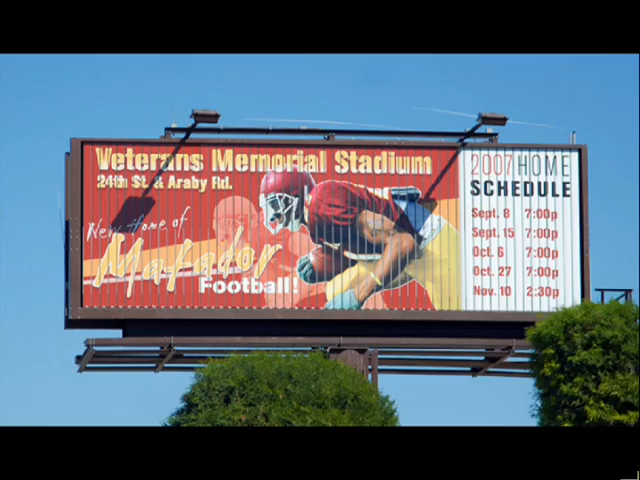 Veterans Memorial Stadium
24th St. & Araby Rd.
New Home of
Matador
Football!
2007 HOME
SCHEDULE
Sept. 8 7:00p
Sept. 15 7:00p
Oct. 6 7:00p
Oct. 27 7:00p
Nov. 10 2:30p